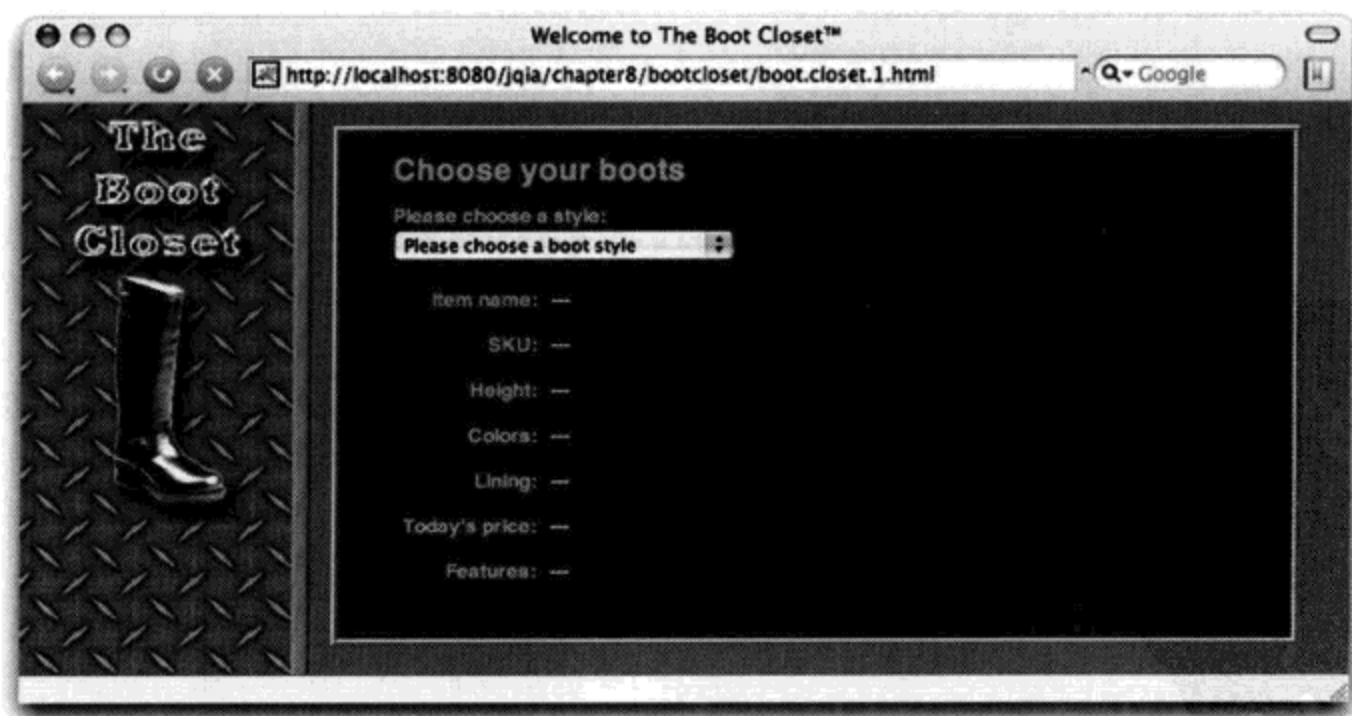 Welcome to The Boot Closet™
http://localhost:8080/jqia/chapter8/bootcloset/boot.closet.1.html
Google
The
Boot
Closet
Choose your boots
Please choose a style:
Please choose a boot style
Item name: —
SKU: —
Height: —
Colors: —
Lining: —
Today's price: —
Features: —